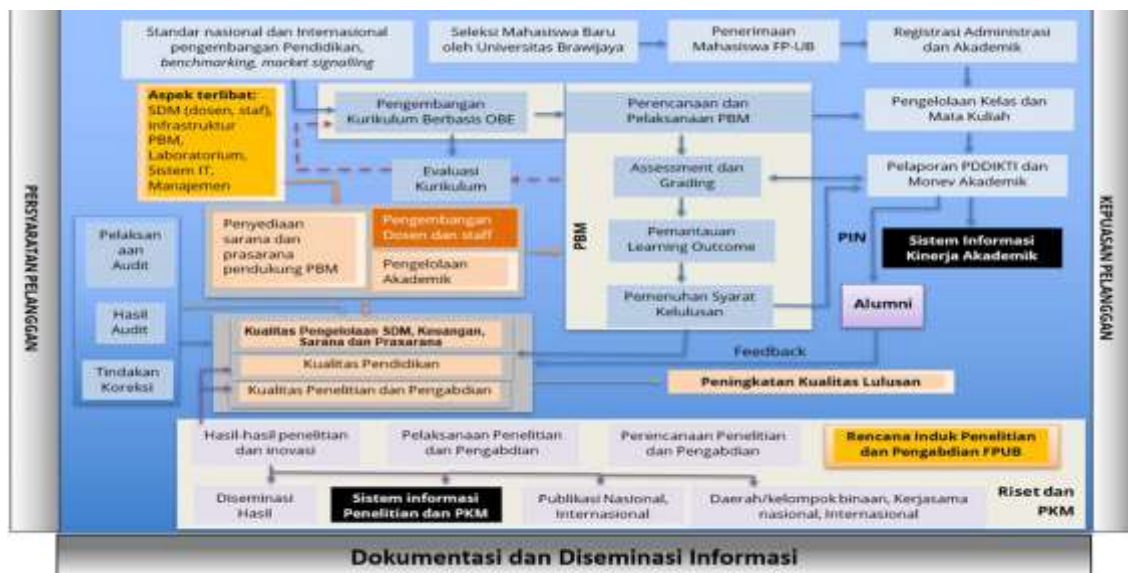 Standar nasional dan Internasional
pengembangan Pendidikan,
benchmarking, market signalling
Seleksi Mahasiswa Baru
oleh Universitas Brawijaya
Penerimaan
Mahasiswa FP-UB
Registrasi Administrasi
dan Akademik
Aspek terlibat:
SDM (dosen, staf),
Infrastruktur
PBM,
Laboratorium,
Sistem IT,
Manajemen
Pengembangan
Kurikulum Berbasis OBE
Perencanaan dan
Pelaksanaan PBM
Pengelolaan Kelas dan
Mata Kuliah
Evaluasi
Kurikulum
Assessment dan
Grading
Pelaporan PDDIKTI dan
Monev Akademik
PERSYARATAN PELANGGAN
KEPUASAN PELANGGAN
Pelaksan
aan
Audit
Penyediaan
sarana dan
prasarana
pendukung PBM
Pengembangan
Dosen dan staff
Pengelolaan
Akademik
PBM
Pemantauan
Learning Outcome
PIN
Sistem Informasi
Kinerja Akademik
Hasil
Audit
Pemenuhan Syarat
Kelulusan
Alumni
Kualitas Pengelolaan SDM, Keuangan,
Sarana dan Prasarana
Feedback
Tindakan
Koreksi
Kualitas Pendidikan
Kualitas Penelitian dan Pengabdian
Peningkatan Kualitas Lulusan
Hasil-hasil penelitian
dan inovasi
Pelaksanaan Penelitian
dan Pengabdian
Perencanaan Penelitian
dan Pengabdian
Rencana Induk Penelitian
dan Pengabdian FPUB
Diseminasi
Hasil
Sistem informasi
Penelitian dan PKM
Publikasi Nasional,
Internasional
Daerah/kelompok binaan, Kerjasama
nasional, Internasional
Riset dan
PKM
Dokumentasi dan Diseminasi Informasi